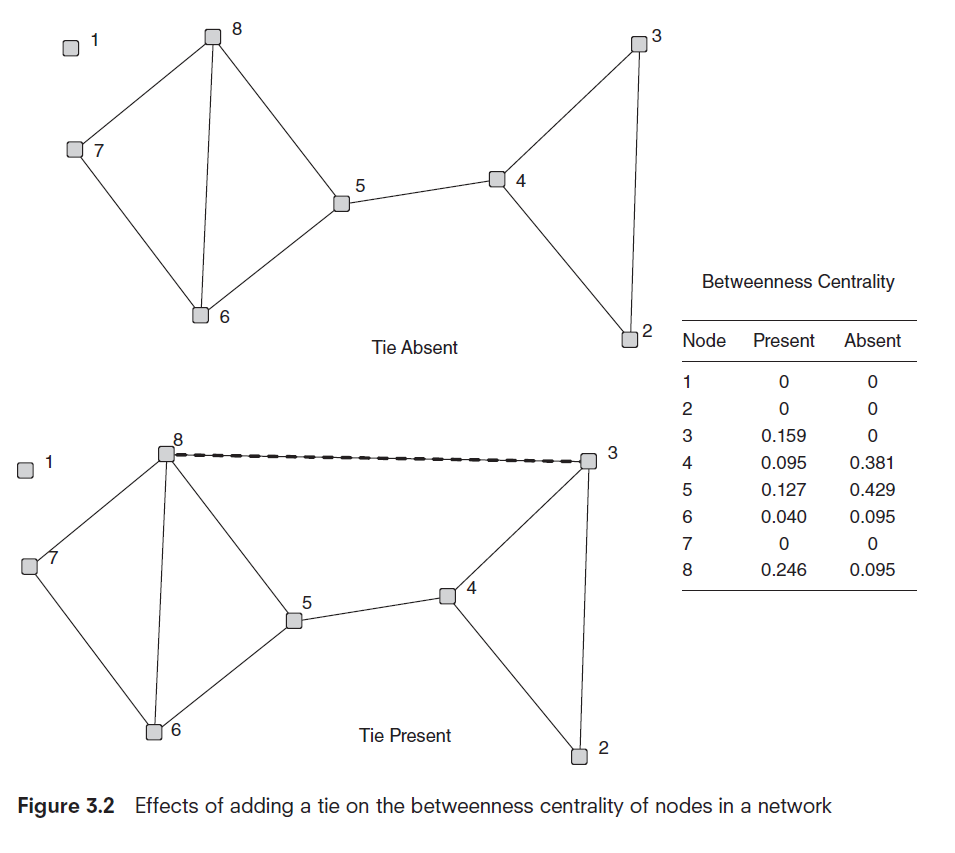 1
8
3
7
5
4
6
2
Tie Absent
Betweenness Centrality
Node Present Absent
1 0 0
2 0 0
3 0.159 0
4 0.095 0.381
5 0.127 0.429
6 0.040 0.095
7 0 0
8 0.246 0.095
8
1
3
7
5
4
6
2
Tie Present
Figure 3.2 Effects of adding a tie on the betweenness centrality of nodes in a network